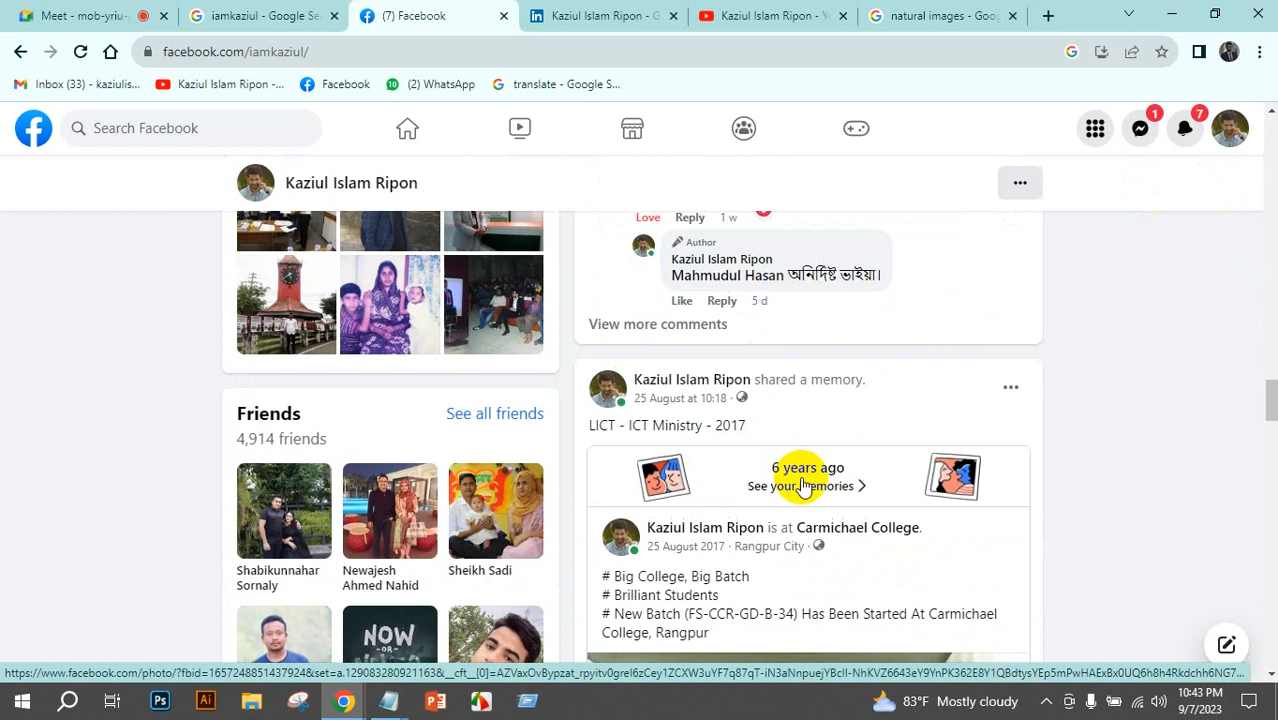 Meet - mob-yriu-p
iamkaziul - Google Se
(7) Facebook
Kaziul Islam Ripon - G
Kaziul Islam Ripon - Yo
natural images - Goog
facebook.com/iamkaziul/
Inbox (33) - kaziulis...
Kaziul Islam Ripon -...
Facebook
(2) WhatsApp
translate - Google S...
Search Facebook
1
7
Kaziul Islam Ripon
Love Reply 1 w
Author
Kaziul Islam Ripon
Mahmudul Hasan অনির্দিষ্ট ভাইয়া।
Like Reply 5 d
View more comments
Kaziul Islam Ripon shared a memory.
25 August at 10:18
LICT - ICT Ministry - 2017
6 years ago
See your memories
Kaziul Islam Ripon is at Carmichael College.
25 August 2017 · Rangpur City ·
# Big College, Big Batch
# Brilliant Students
# New Batch (FS-CCR-GD-B-34) Has Been Started At Carmichael
College, Rangpur
Friends
See all friends
4,914 friends
Shabikunnahar
Sornaly
Newajesh
Ahmed Nahid
Sheikh Sadi
NOW
OR
83°F Mostly cloudy
10:43 PM
9/7/2023